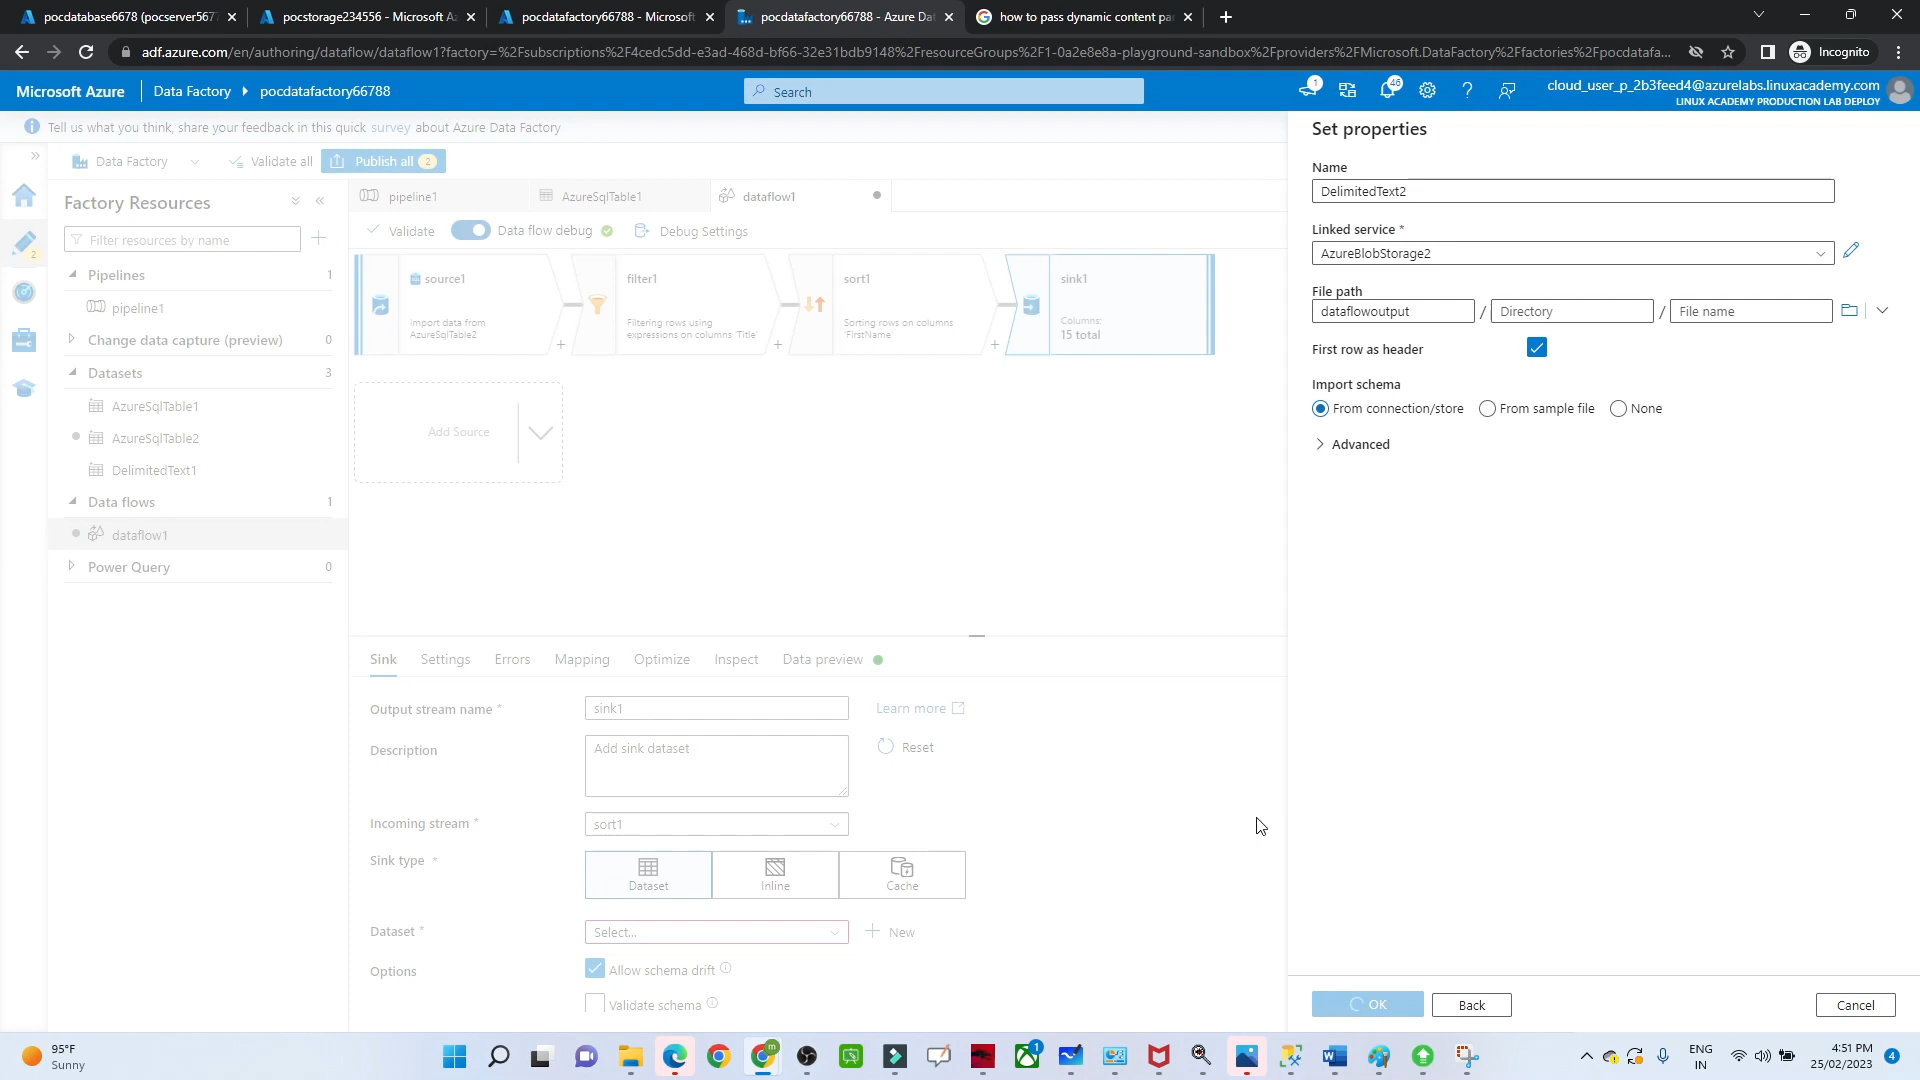 pocdatabase6678 (pocserver567
pocstorage234556 - Microsoft Az
pocdatafactory66788 - Microsoft
pocdatafactory66788 - Azure Dat
how to pass dynamic content par
adf.azure.com/en/authoring/dataflow/dataflow1?factory=%2Fsubscriptions%2F4cedc5dd-e3ad-468d-bf66-32e31bdb9148%2FresourceGroups%2F1-0a2e8e8a-playground-sandbox%2Fproviders%2FMicrosoft.DataFactory%2Ffactories%2Fpocdatafa...
Incognito
Microsoft Azure
Data Factory
pocdatafactory66788
Search
1
46
cloud_user_p_2b3feed4@azurelabs.linuxacademy.com
LINUX ACADEMY PRODUCTION LAB DEPLOY
Tell us what you think, share your feedback in this quick survey about Azure Data Factory
Data Factory
Validate all
Publish all 2
Factory Resources
Filter resources by name
2
Pipelines 1
pipeline1
Change data capture (preview) 0
Datasets 3
AzureSqlTable1
AzureSqlTable2
DelimitedText1
Data flows 1
dataflow1
Power Query 0
pipeline1
AzureSqlTable1
dataflow1
Validate
Data flow debug
Debug Settings
source1
Import data from
AzureSqlTable2
+
filter1
Filtering rows using
expressions on columns 'Title'
+
sort1
Sorting rows on columns
'FirstName'
+
sink1
Columns:
15 total
Add Source
Sink
Settings
Errors
Mapping
Optimize
Inspect
Data preview
Output stream name *
sink1
Learn more
Description
Add sink dataset
Reset
Incoming stream *
sort1
Sink type *
Dataset
Inline
Cache
Dataset *
Select...
New
Options
Allow schema drift
Validate schema
Set properties
Name
DelimitedText2
Linked service *
AzureBlobStorage2
File path
dataflowoutput / Directory / File name
First row as header
Import schema
From connection/store
From sample file
None
Advanced
OK
Back
Cancel
95°F
Sunny
m
1
ENG
IN
4:51 PM
25/02/2023
4